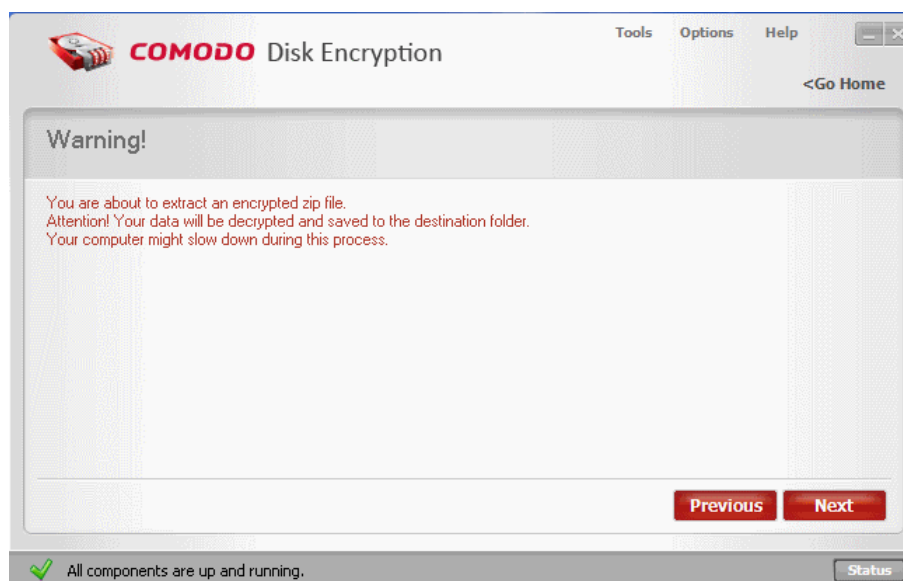 Tools Options Help
COMODO Disk Encryption
<Go Home
Warning!
You are about to extract an encrypted zip file.
Attention! Your data will be decrypted and saved to the destination folder.
Your computer might slow down during this process.
Previous Next
All components are up and running. Status